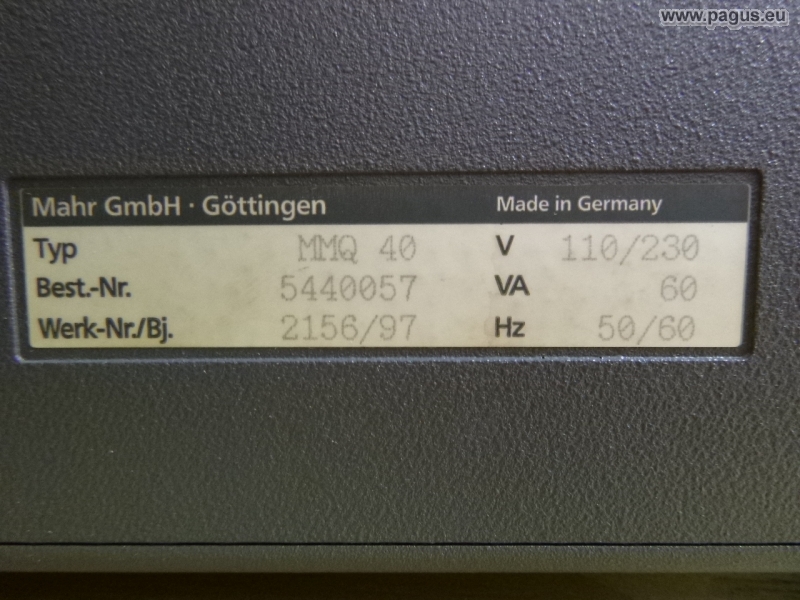 www.pagus.eu
Mahr GmbH · Göttingen Made in Germany
Typ MMQ 40 V 110/230
Best.-Nr. 5440057 VA 60
Werk-Nr./Bj. 2156/97 Hz 50/60